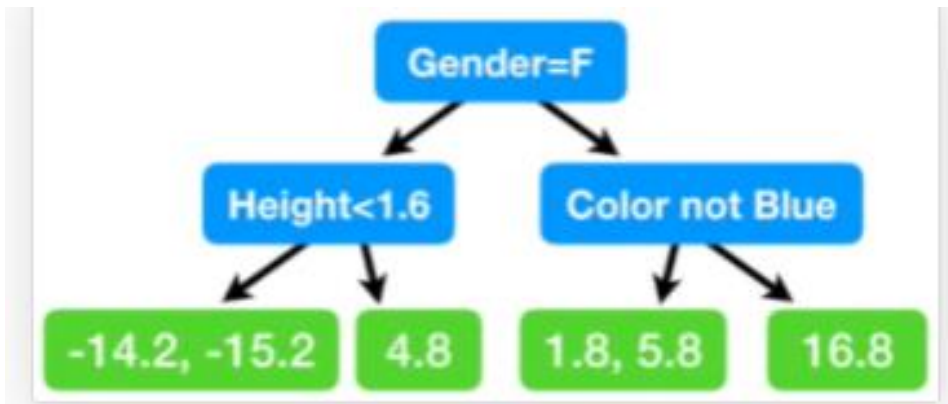 Gender=F
Height<1.6
Color not Blue
-14.2, -15.2
4.8
1.8, 5.8
16.8